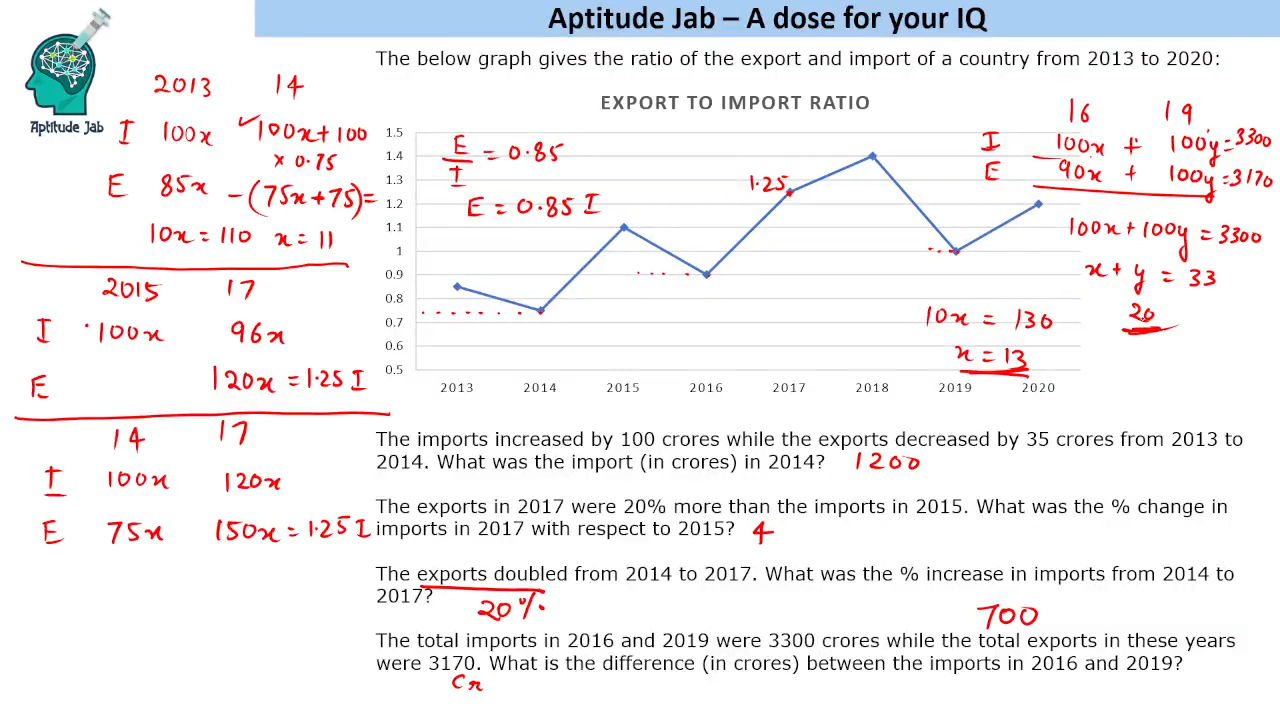 Aptitude Jab – A dose for your IQ
Aptitude Jab
The below graph gives the ratio of the export and import of a country from 2013 to 2020:
EXPORT TO IMPORT RATIO
1.5
1.4
1.3
1.2
1.1
1
0.9
0.8
0.7
0.6
0.5
2013 2014 2015 2016 2017 2018 2019 2020
E/I = 0.85
E = 0.85 I
1.25
10x = 130
x = 13
2013 14
I 100x ✓100x+100
x 0.75
E 85x -(75x+75)=
10x = 110 x = 11
2015 17
I 100x 96x
E 120x = 1.25 I
14 17
I 100x 120x
E 75x 150x = 1.25 I
16 19
I 100x + 100y = 3300
E 90x + 100y = 3170
100x + 100y = 3300
x + y = 33
20
The imports increased by 100 crores while the exports decreased by 35 crores from 2013 to
2014. What was the import (in crores) in 2014? 1200
The exports in 2017 were 20% more than the imports in 2015. What was the % change in
imports in 2017 with respect to 2015? 4
The exports doubled from 2014 to 2017. What was the % increase in imports from 2014 to
2017? 20%
700
The total imports in 2016 and 2019 were 3300 crores while the total exports in these years
were 3170. What is the difference (in crores) between the imports in 2016 and 2019?
Cr